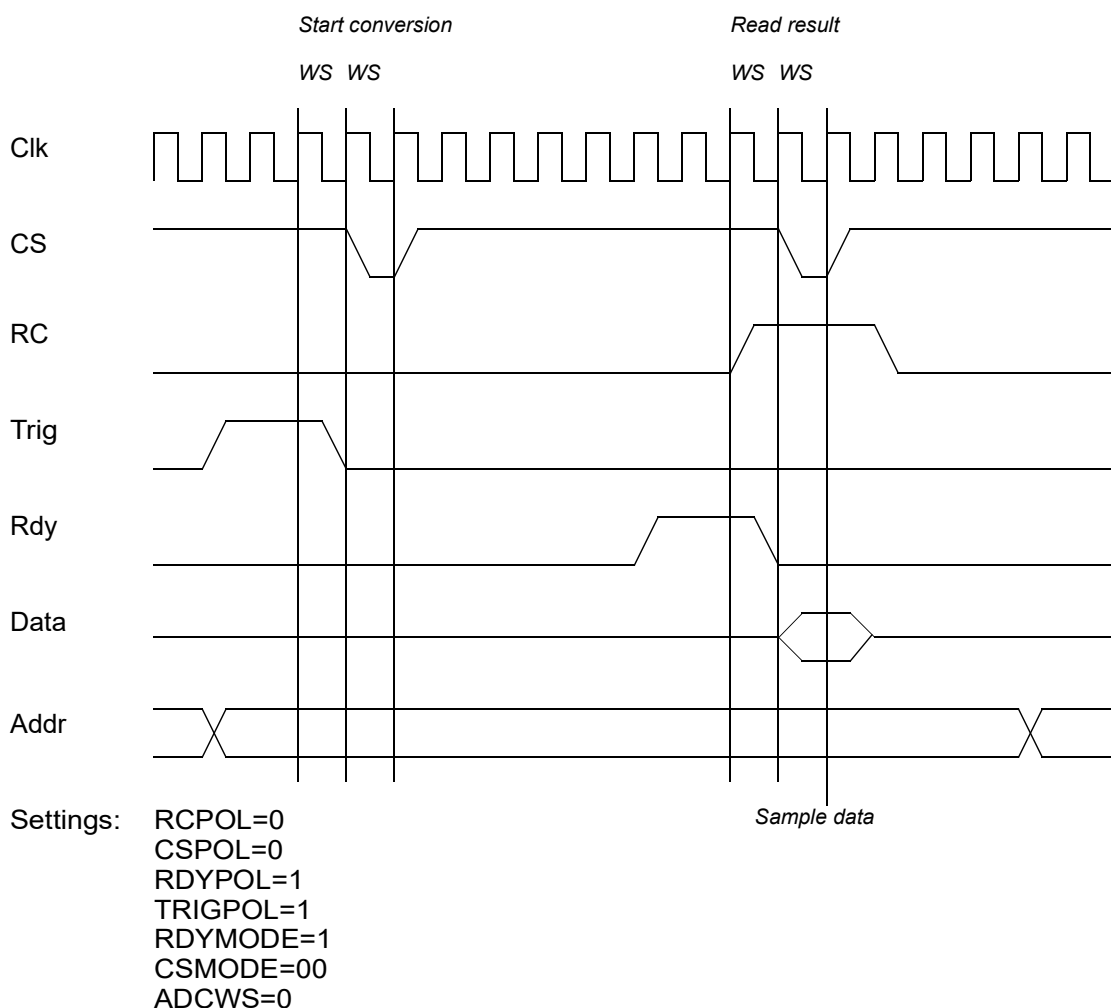 Start conversion Read result
WS WS WS WS
Clk
CS
RC
Trig
Rdy
Data
Addr
Sample data
Settings: RCPOL=0
CSPOL=0
RDYPOL=1
TRIGPOL=1
RDYMODE=1
CSMODE=00
ADCWS=0